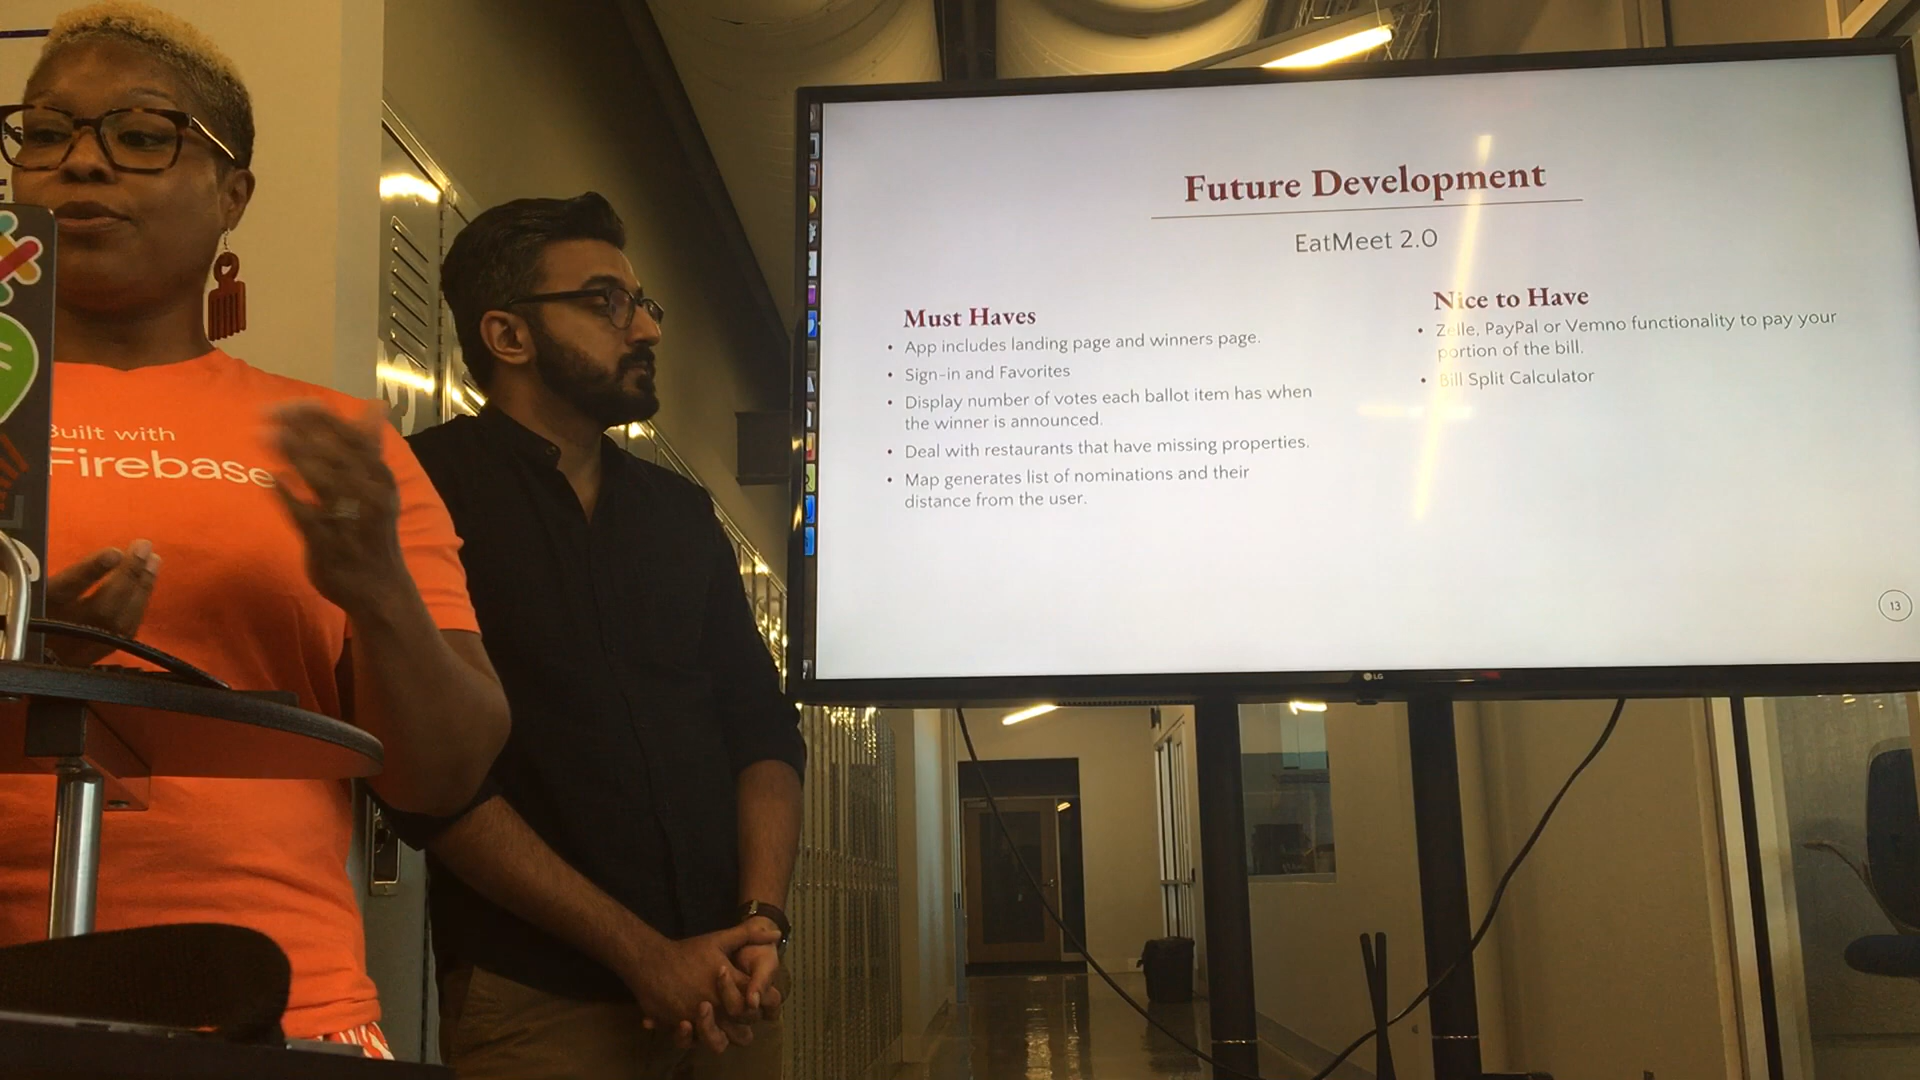 Built with
Firebase
Future Development
EatMeet 2.0
Must Haves
• App includes landing page and winners page.
• Sign-in and Favorites
• Display number of votes each ballot item has when
the winner is announced.
• Deal with restaurants that have missing properties.
• Map generates list of nominations and their
distance from the user.
Nice to Have
• Zelle, PayPal or Vemno functionality to pay your
portion of the bill.
• Bill Split Calculator
13
LG